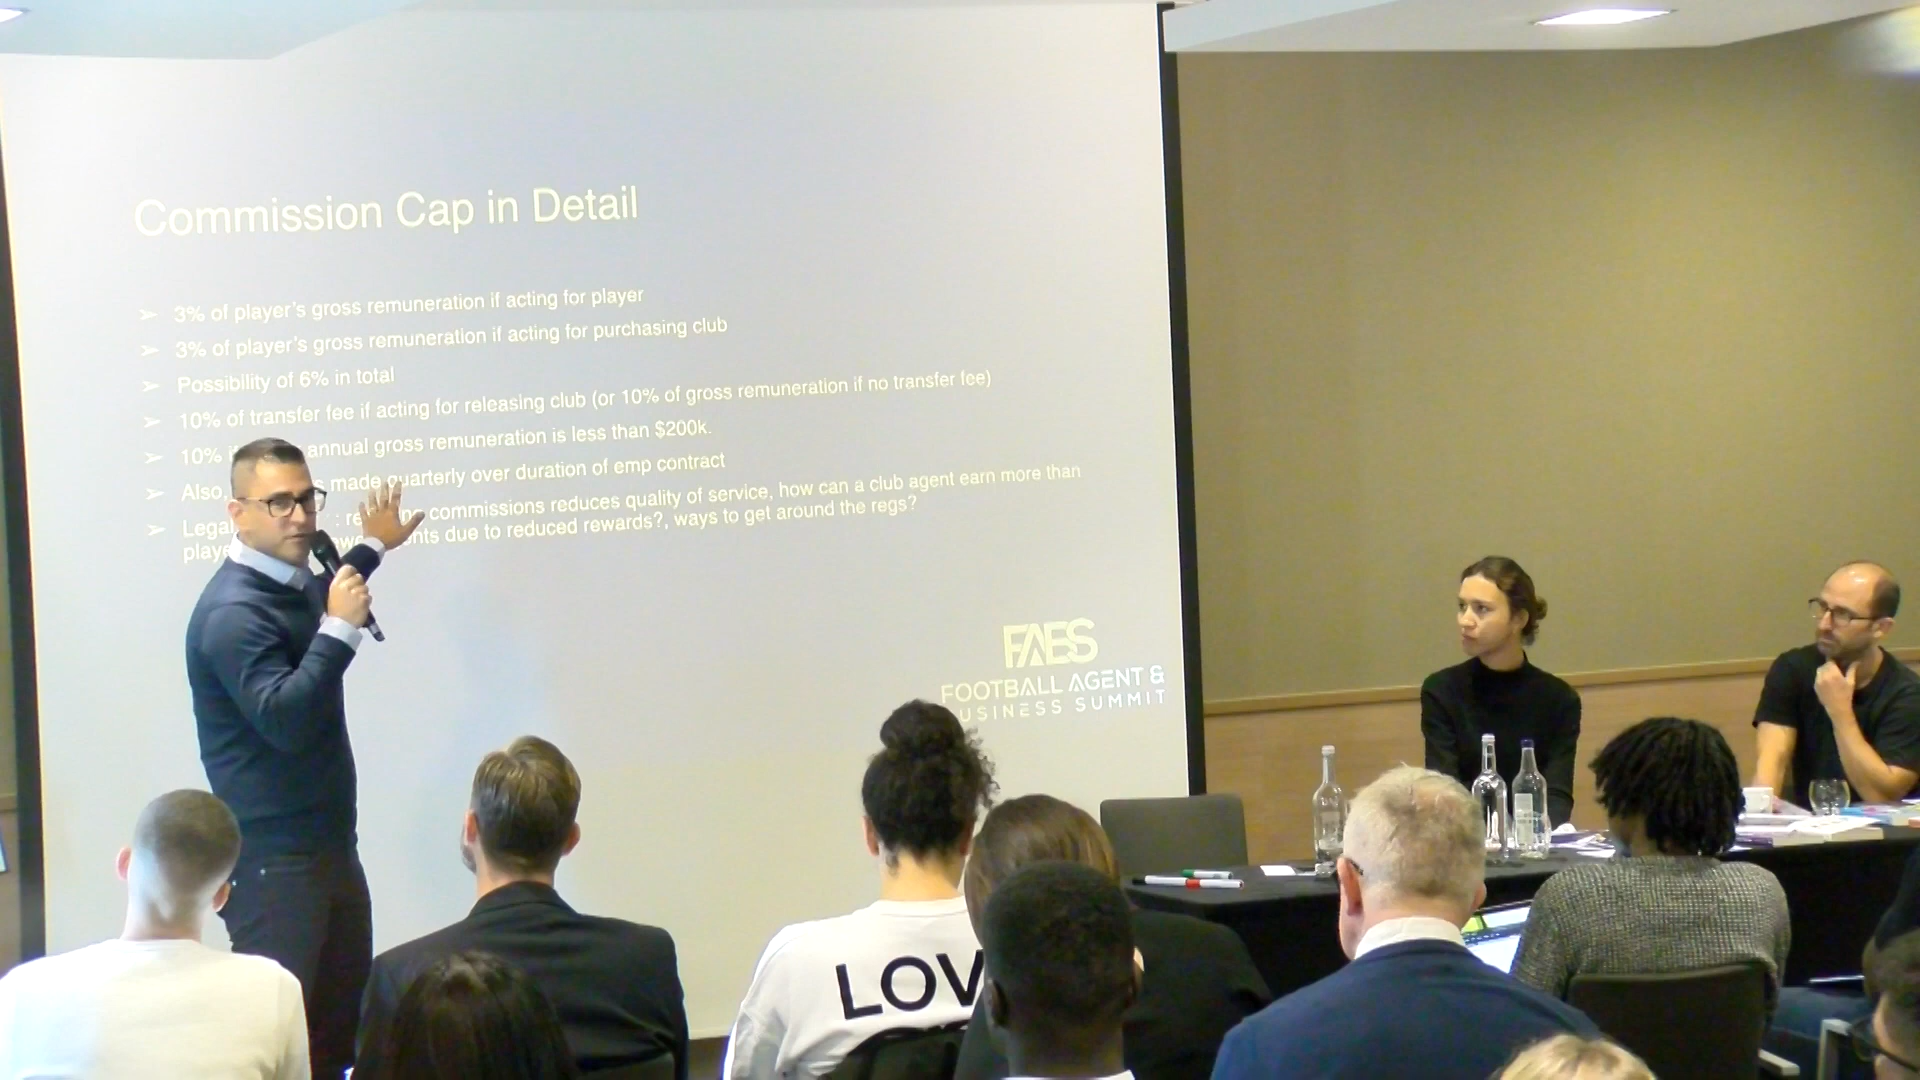 Commission Cap in Detail
➢ 3% of player's gross remuneration if acting for player
➢ 3% of player's gross remuneration if acting for purchasing club
➢ Possibility of 6% in total
➢ 10% of transfer fee if acting for releasing club (or 10% of gross remuneration if no transfer fee)
➢ 10% annual gross remuneration is less than $200k.
➢ Also, made quarterly over duration of emp contract
➢ Legal : commissions reduces quality of service, how can a club agent earn more than
due to reduced rewards?, ways to get around the regs?
FAES
FOOTBALL AGENT &
BUSINESS SUMMIT
LOV